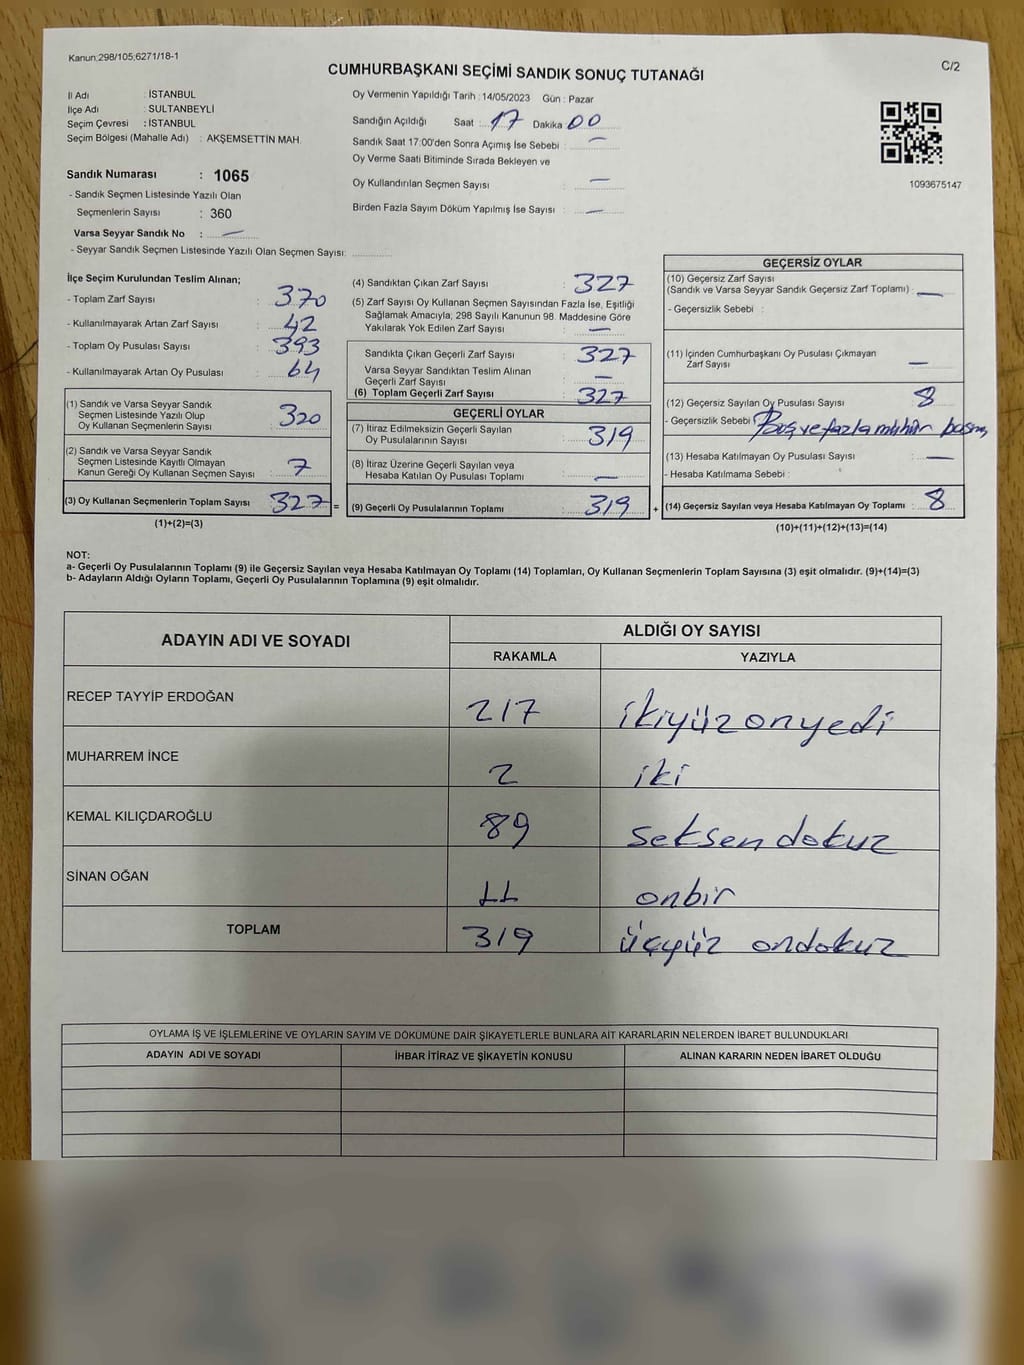 Kanun:298/105;6271/18-1
C/2
CUMHURBAŞKANI SEÇİMİ SANDIK SONUÇ TUTANAĞI
İl Adı : İSTANBUL
İlçe Adı : SULTANBEYLİ
Seçim Çevresi : İSTANBUL
Seçim Bölgesi (Mahalle Adı) : AKŞEMSETTİN MAH.
Sandık Numarası : 1065
- Sandık Seçmen Listesinde Yazılı Olan
Seçmenlerin Sayısı : 360
Varsa Seyyar Sandık No : —
- Seyyar Sandık Seçmen Listesinde Yazılı Olan Seçmen Sayısı:
Oy Vermenin Yapıldığı Tarih : 14/05/2023 Gün : Pazar
Sandığın Açıldığı Saat : 17 Dakika 00
Sandık Saat 17:00'den Sonra Açımış İse Sebebi : —
Oy Verme Saati Bitiminde Sırada Bekleyen ve
Oy Kullandırılan Seçmen Sayısı : —
Birden Fazla Sayım Döküm Yapılmış İse Sayısı : —
1093675147
İlçe Seçim Kurulundan Teslim Alınan;
- Toplam Zarf Sayısı : 370
- Kullanılmayarak Artan Zarf Sayısı : 42
- Toplam Oy Pusulası Sayısı : 393
- Kullanılmayarak Artan Oy Pusulası : 64
(1) Sandık ve Varsa Seyyar Sandık
Seçmen Listesinde Yazılı Olup
Oy Kullanan Seçmenlerin Sayısı : 320
(2) Sandık ve Varsa Seyyar Sandık
Seçmen Listesinde Kayıtlı Olmayan
Kanun Gereği Oy Kullanan Seçmen Sayısı : 7
(3) Oy Kullanan Seçmenlerin Toplam Sayısı : 327 =
(1)+(2)=(3)
(4) Sandıktan Çıkan Zarf Sayısı : 327
(5) Zarf Sayısı Oy Kullanan Seçmen Sayısından Fazla İse, Eşitliği
Sağlamak Amacıyla; 298 Sayılı Kanunun 98. Maddesine Göre
Yakılarak Yok Edilen Zarf Sayısı : —
Sandıkta Çıkan Geçerli Zarf Sayısı : 327
Varsa Seyyar Sandıktan Teslim Alınan
Geçerli Zarf Sayısı : —
(6) Toplam Geçerli Zarf Sayısı : 327
GEÇERLİ OYLAR
(7) İtiraz Edilmeksizin Geçerli Sayılan
Oy Pusulalarının Sayısı : 319
(8) İtiraz Üzerine Geçerli Sayılan veya
Hesaba Katılan Oy Pusulası Toplamı : —
(9) Geçerli Oy Pusulalarının Toplamı : 319 +
GEÇERSİZ OYLAR
(10) Geçersiz Zarf Sayısı
(Sandık ve Varsa Seyyar Sandık Geçersiz Zarf Toplamı) : —
- Geçersizlik Sebebi :
(11) İçinden Cumhurbaşkanı Oy Pusulası Çıkmayan
Zarf Sayısı : —
(12) Geçersiz Sayılan Oy Pusulası Sayısı : 8
- Geçersizlik Sebebi : Boş ve fazla mühür basma
(13) Hesaba Katılmayan Oy Pusulası Sayısı : —
- Hesaba Katılmama Sebebi :
(14) Geçersiz Sayılan veya Hesaba Katılmayan Oy Toplamı : 8
(10)+(11)+(12)+(13)=(14)
NOT:
a- Geçerli Oy Pusulalarının Toplamı (9) ile Geçersiz Sayılan veya Hesaba Katılmayan Oy Toplamı (14) Toplamları, Oy Kullanan Seçmenlerin Toplam Sayısına (3) eşit olmalıdır. (9)+(14)=(3)
b- Adayların Aldığı Oyların Toplamı, Geçerli Oy Pusulalarının Toplamına (9) eşit olmalıdır.
ADAYIN ADI VE SOYADI ALDIĞI OY SAYISI
RAKAMLA YAZIYLA
RECEP TAYYİP ERDOĞAN 217 ikiyüzonyedi
MUHARREM İNCE 2 iki
KEMAL KILIÇDAROĞLU 89 seksen dokuz
SİNAN OĞAN 11 onbir
TOPLAM 319 üçyüz ondokuz
OYLAMA İŞ VE İŞLEMLERİNE VE OYLARIN SAYIM VE DÖKÜMÜNE DAİR ŞİKAYETLERLE BUNLARA AİT KARARLARIN NELERDEN İBARET BULUNDUKLARI
ADAYIN ADI VE SOYADI İHBAR İTİRAZ VE ŞİKAYETİN KONUSU ALINAN KARARIN NEDEN İBARET OLDUĞU